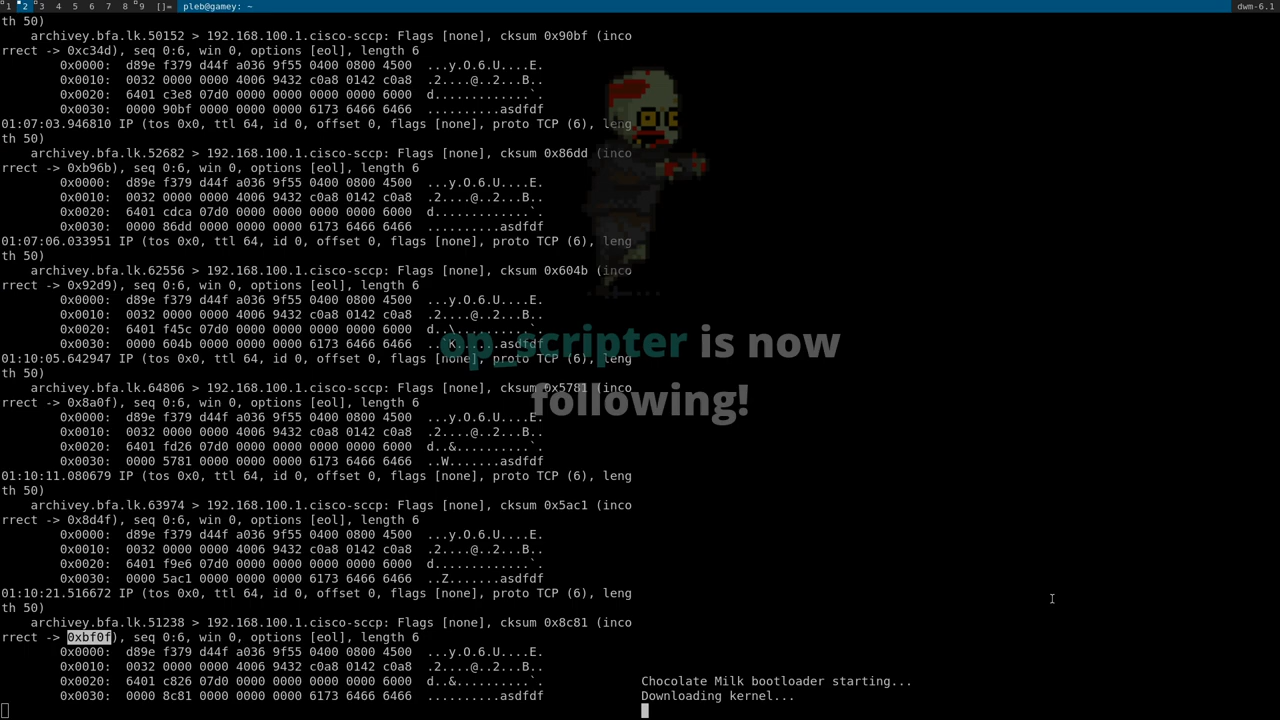 1 2 3 4 5 6 7 8 9 []= pleb@gamey: ~ dwm-6.1
th 50)
archivey.bfa.lk.50152 > 192.168.100.1.cisco-sccp: Flags [none], cksum 0x90bf (inco
rrect -> 0xc34d), seq 0:6, win 0, options [eol], length 6
0x0000: d89e f379 d44f a036 9f55 0400 0800 4500 ...y.O.6.U....E.
0x0010: 0032 0000 0000 4006 9432 c0a8 0142 c0a8 .2....@..2...B..
0x0020: 6401 c3e8 07d0 0000 0000 0000 0000 6000 d.............`.
0x0030: 0000 90bf 0000 0000 0000 6173 6466 6466 ..........asdfdf
01:07:03.946810 IP (tos 0x0, ttl 64, id 0, offset 0, flags [none], proto TCP (6), leng
th 50)
archivey.bfa.lk.52682 > 192.168.100.1.cisco-sccp: Flags [none], cksum 0x86dd (inco
rrect -> 0xb96b), seq 0:6, win 0, options [eol], length 6
0x0000: d89e f379 d44f a036 9f55 0400 0800 4500 ...y.O.6.U....E.
0x0010: 0032 0000 0000 4006 9432 c0a8 0142 c0a8 .2....@..2...B..
0x0020: 6401 cdca 07d0 0000 0000 0000 0000 6000 d.............`.
0x0030: 0000 86dd 0000 0000 0000 6173 6466 6466 ..........asdfdf
01:07:06.033951 IP (tos 0x0, ttl 64, id 0, offset 0, flags [none], proto TCP (6), leng
th 50)
archivey.bfa.lk.62556 > 192.168.100.1.cisco-sccp: Flags [none], cksum 0x604b (inco
rrect -> 0x92d9), seq 0:6, win 0, options [eol], length 6
0x0000: d89e f379 d44f a036 9f55 0400 0800 4500 ...y.O.6.U....E.
0x0010: 0032 0000 0000 4006 9432 c0a8 0142 c0a8 .2....@..2...B..
0x0020: 6401 f45c 07d0 0000 0000 0000 0000 6000 d..\..........`.
0x0030: 0000 604b 0000 0000 0000 6173 6466 6466 ..`K......asdfdf
01:10:05.642947 IP (tos 0x0, ttl 64, id 0, offset 0, flags [none], proto TCP (6), leng
th 50)
archivey.bfa.lk.64806 > 192.168.100.1.cisco-sccp: Flags [none], cksum 0x5781 (inco
rrect -> 0x8a0f), seq 0:6, win 0, options [eol], length 6
0x0000: d89e f379 d44f a036 9f55 0400 0800 4500 ...y.O.6.U....E.
0x0010: 0032 0000 0000 4006 9432 c0a8 0142 c0a8 .2....@..2...B..
0x0020: 6401 fd26 07d0 0000 0000 0000 0000 6000 d..&..........`.
0x0030: 0000 5781 0000 0000 0000 6173 6466 6466 ..W.......asdfdf
01:10:11.080679 IP (tos 0x0, ttl 64, id 0, offset 0, flags [none], proto TCP (6), leng
th 50)
archivey.bfa.lk.63974 > 192.168.100.1.cisco-sccp: Flags [none], cksum 0x5ac1 (inco
rrect -> 0x8d4f), seq 0:6, win 0, options [eol], length 6
0x0000: d89e f379 d44f a036 9f55 0400 0800 4500 ...y.O.6.U....E.
0x0010: 0032 0000 0000 4006 9432 c0a8 0142 c0a8 .2....@..2...B..
0x0020: 6401 f9e6 07d0 0000 0000 0000 0000 6000 d.............`.
0x0030: 0000 5ac1 0000 0000 0000 6173 6466 6466 ..Z.......asdfdf
01:10:21.516672 IP (tos 0x0, ttl 64, id 0, offset 0, flags [none], proto TCP (6), leng
th 50)
archivey.bfa.lk.51238 > 192.168.100.1.cisco-sccp: Flags [none], cksum 0x8c81 (inco
rrect -> 0xbf0f), seq 0:6, win 0, options [eol], length 6
0x0000: d89e f379 d44f a036 9f55 0400 0800 4500 ...y.O.6.U....E.
0x0010: 0032 0000 0000 4006 9432 c0a8 0142 c0a8 .2....@..2...B..
0x0020: 6401 c826 07d0 0000 0000 0000 0000 6000 d..&..........`.
0x0030: 0000 8c81 0000 0000 0000 6173 6466 6466 ..........asdfdf
op_scripter is now
following!
Chocolate Milk bootloader starting...
Downloading kernel...